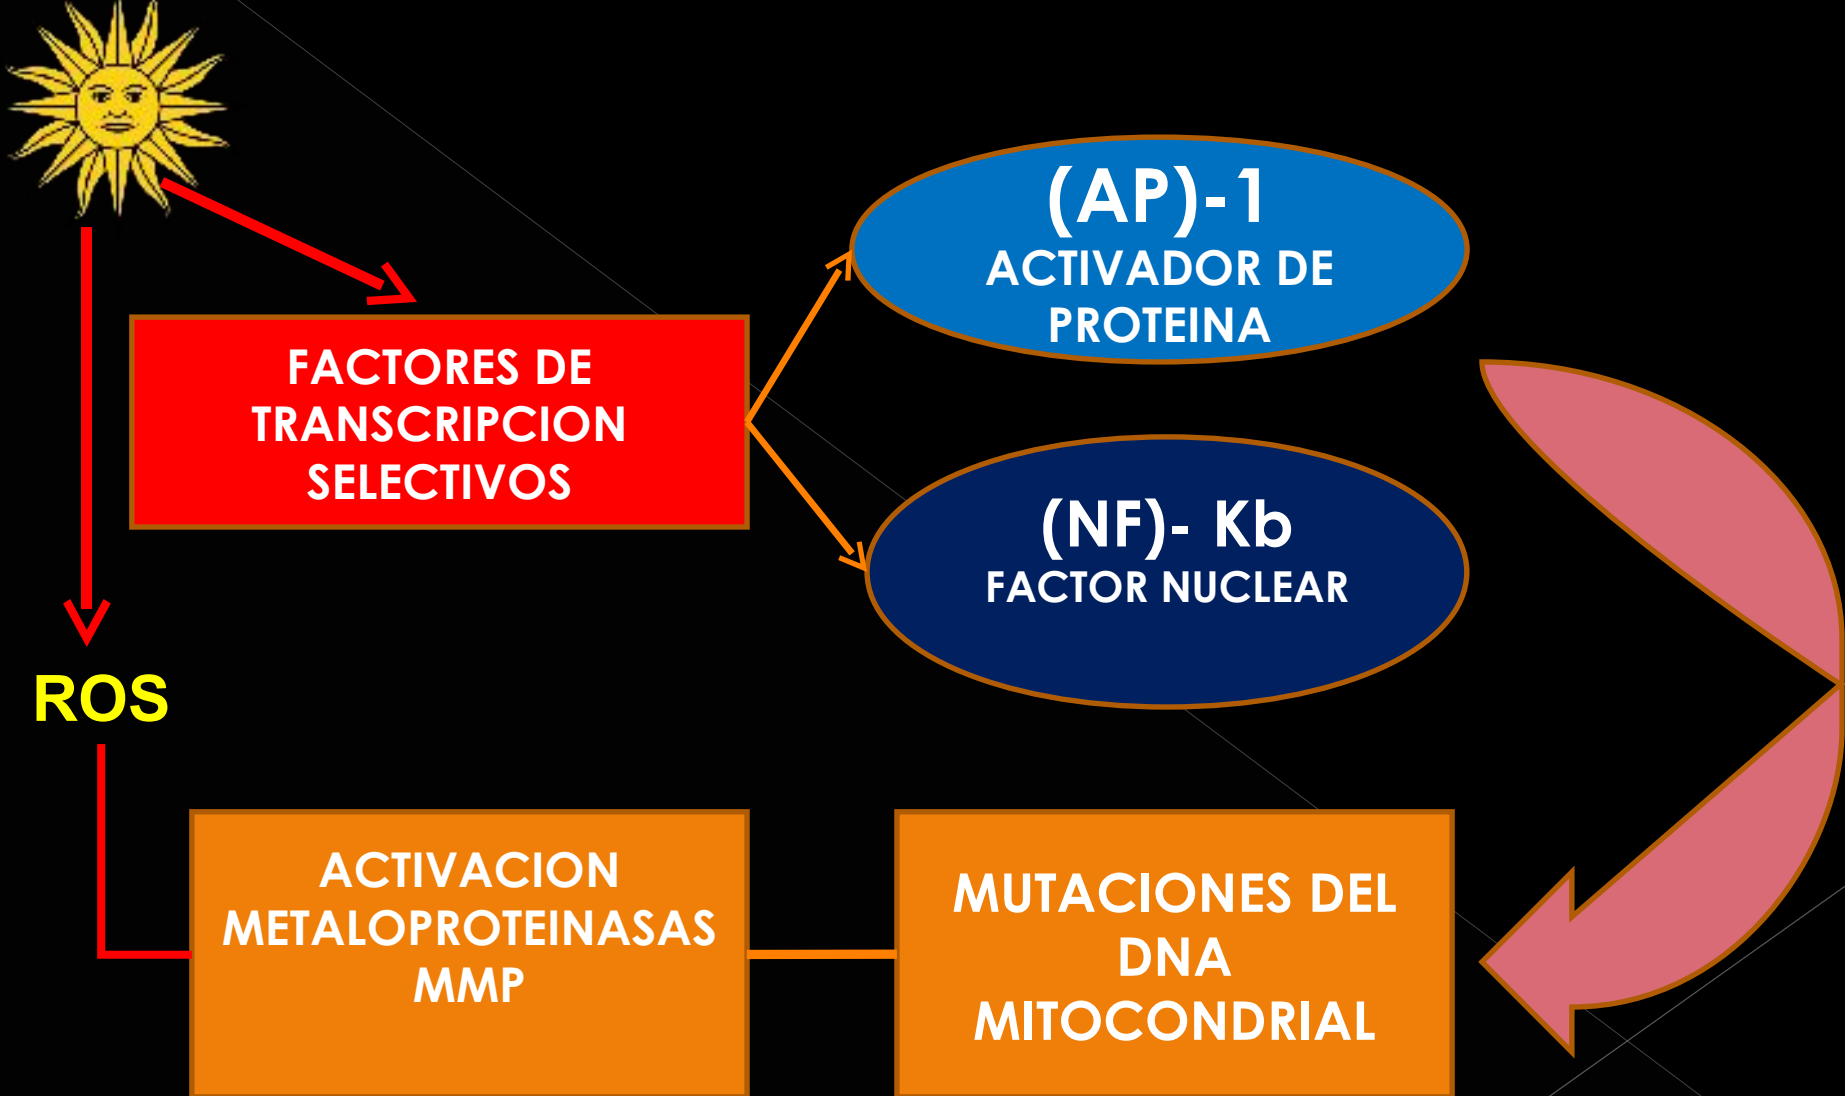 (AP)-1
ACTIVADOR DE
PROTEINA
FACTORES DE
TRANSCRIPCION
SELECTIVOS
(NF)- Kb
FACTOR NUCLEAR
ROS
ACTIVACION
METALOPROTEINASAS
MMP
MUTACIONES DEL
DNA
MITOCONDRIAL